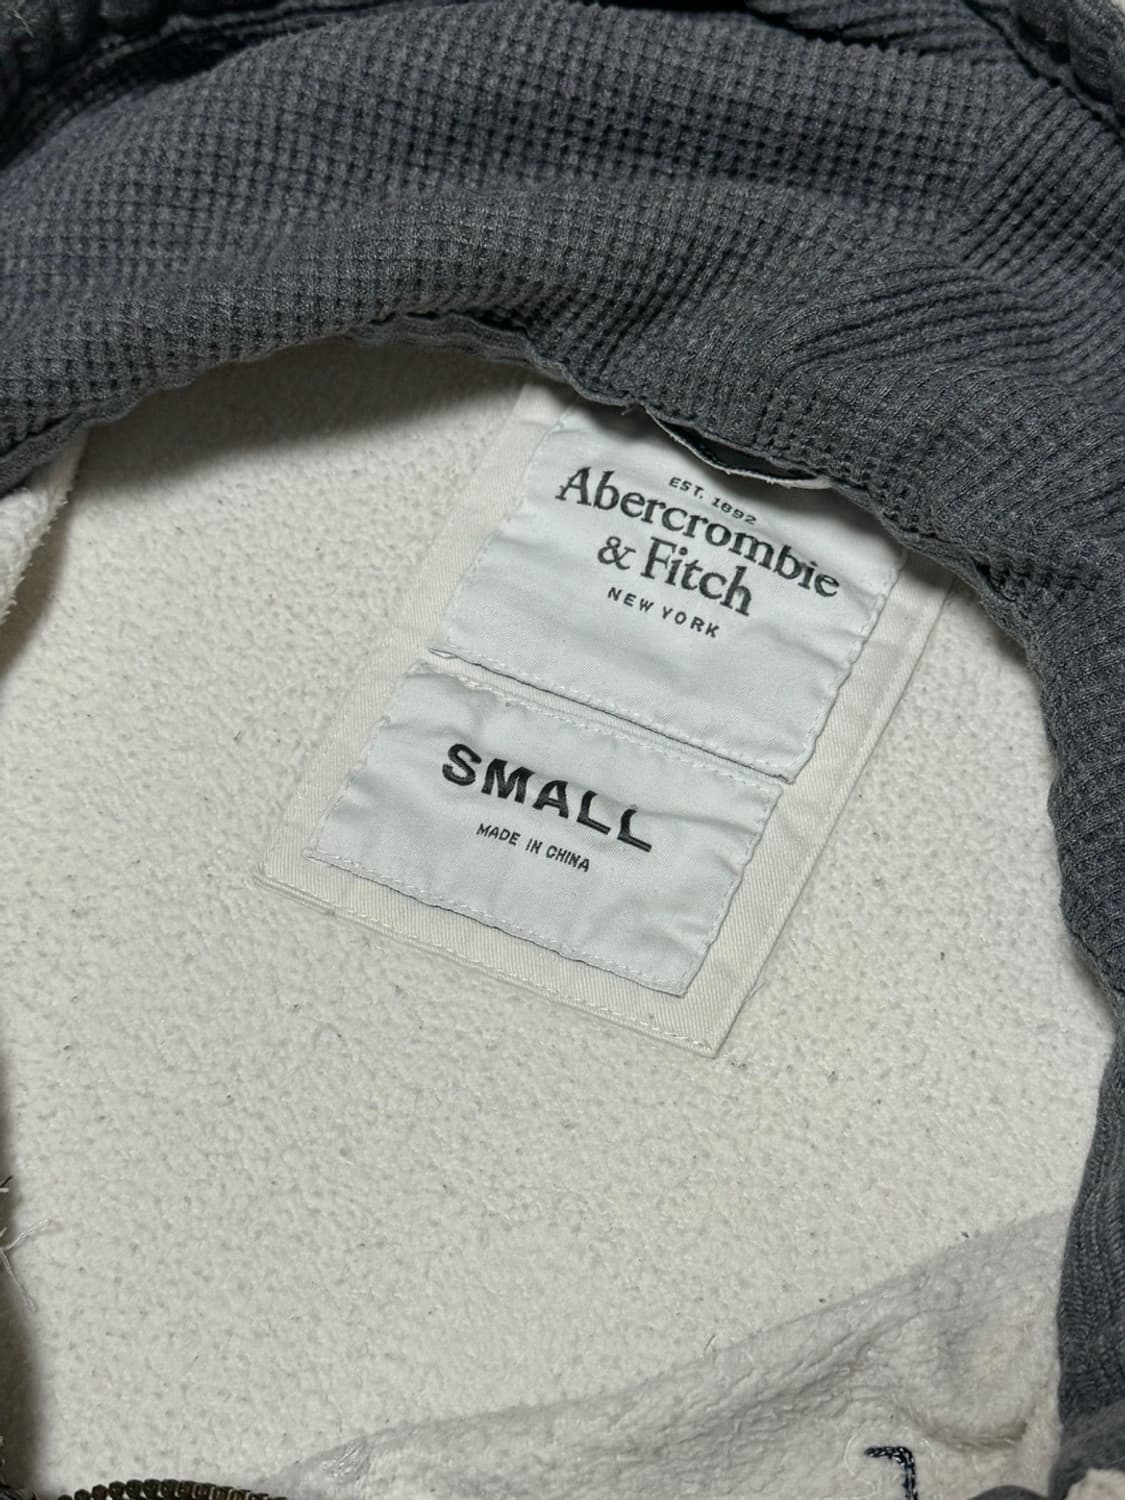 EST. 1892
Abercrombie
& Fitch
NEW YORK
SMALL
MADE IN CHINA